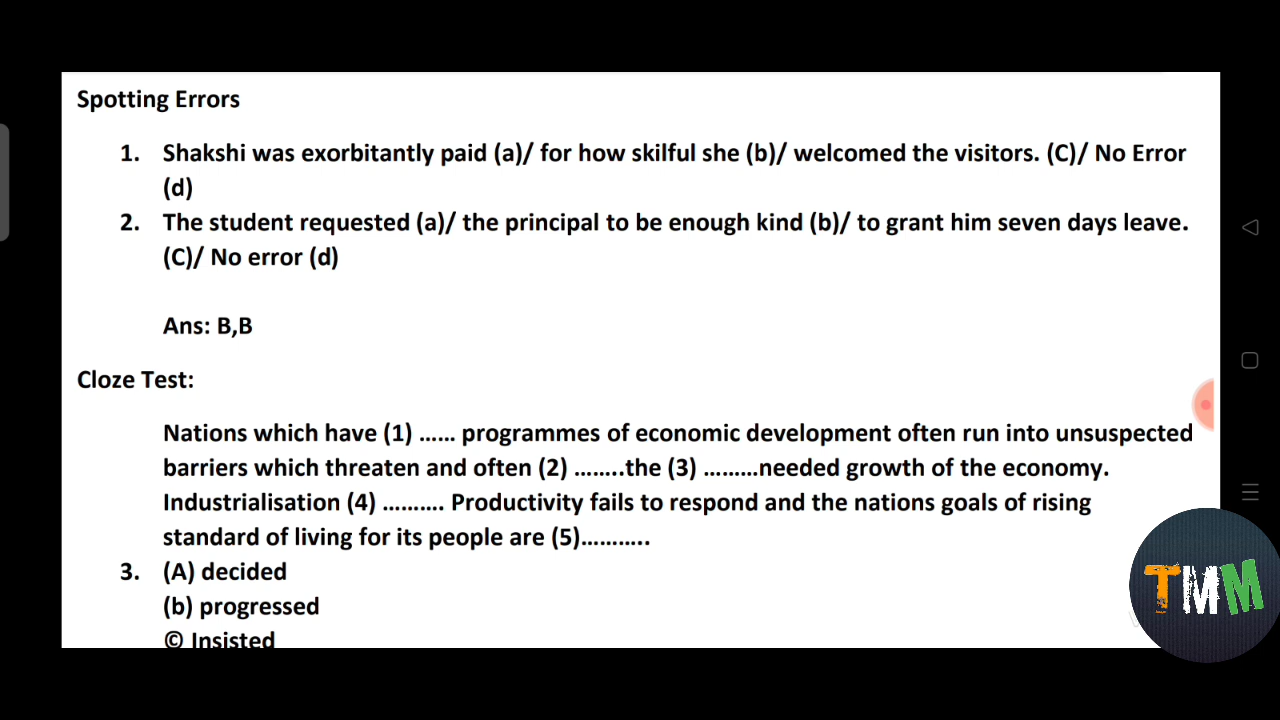 Spotting Errors
1. Shakshi was exorbitantly paid (a)/ for how skilful she (b)/ welcomed the visitors. (C)/ No Error
(d)
2. The student requested (a)/ the principal to be enough kind (b)/ to grant him seven days leave.
(C)/ No error (d)
Ans: B,B
Cloze Test:
Nations which have (1) ...... programmes of economic development often run into unsuspected
barriers which threaten and often (2) ........the (3) .........needed growth of the economy.
Industrialisation (4) .......... Productivity fails to respond and the nations goals of rising
standard of living for its people are (5)...........
3. (A) decided
(b) progressed
© Insisted
TMM